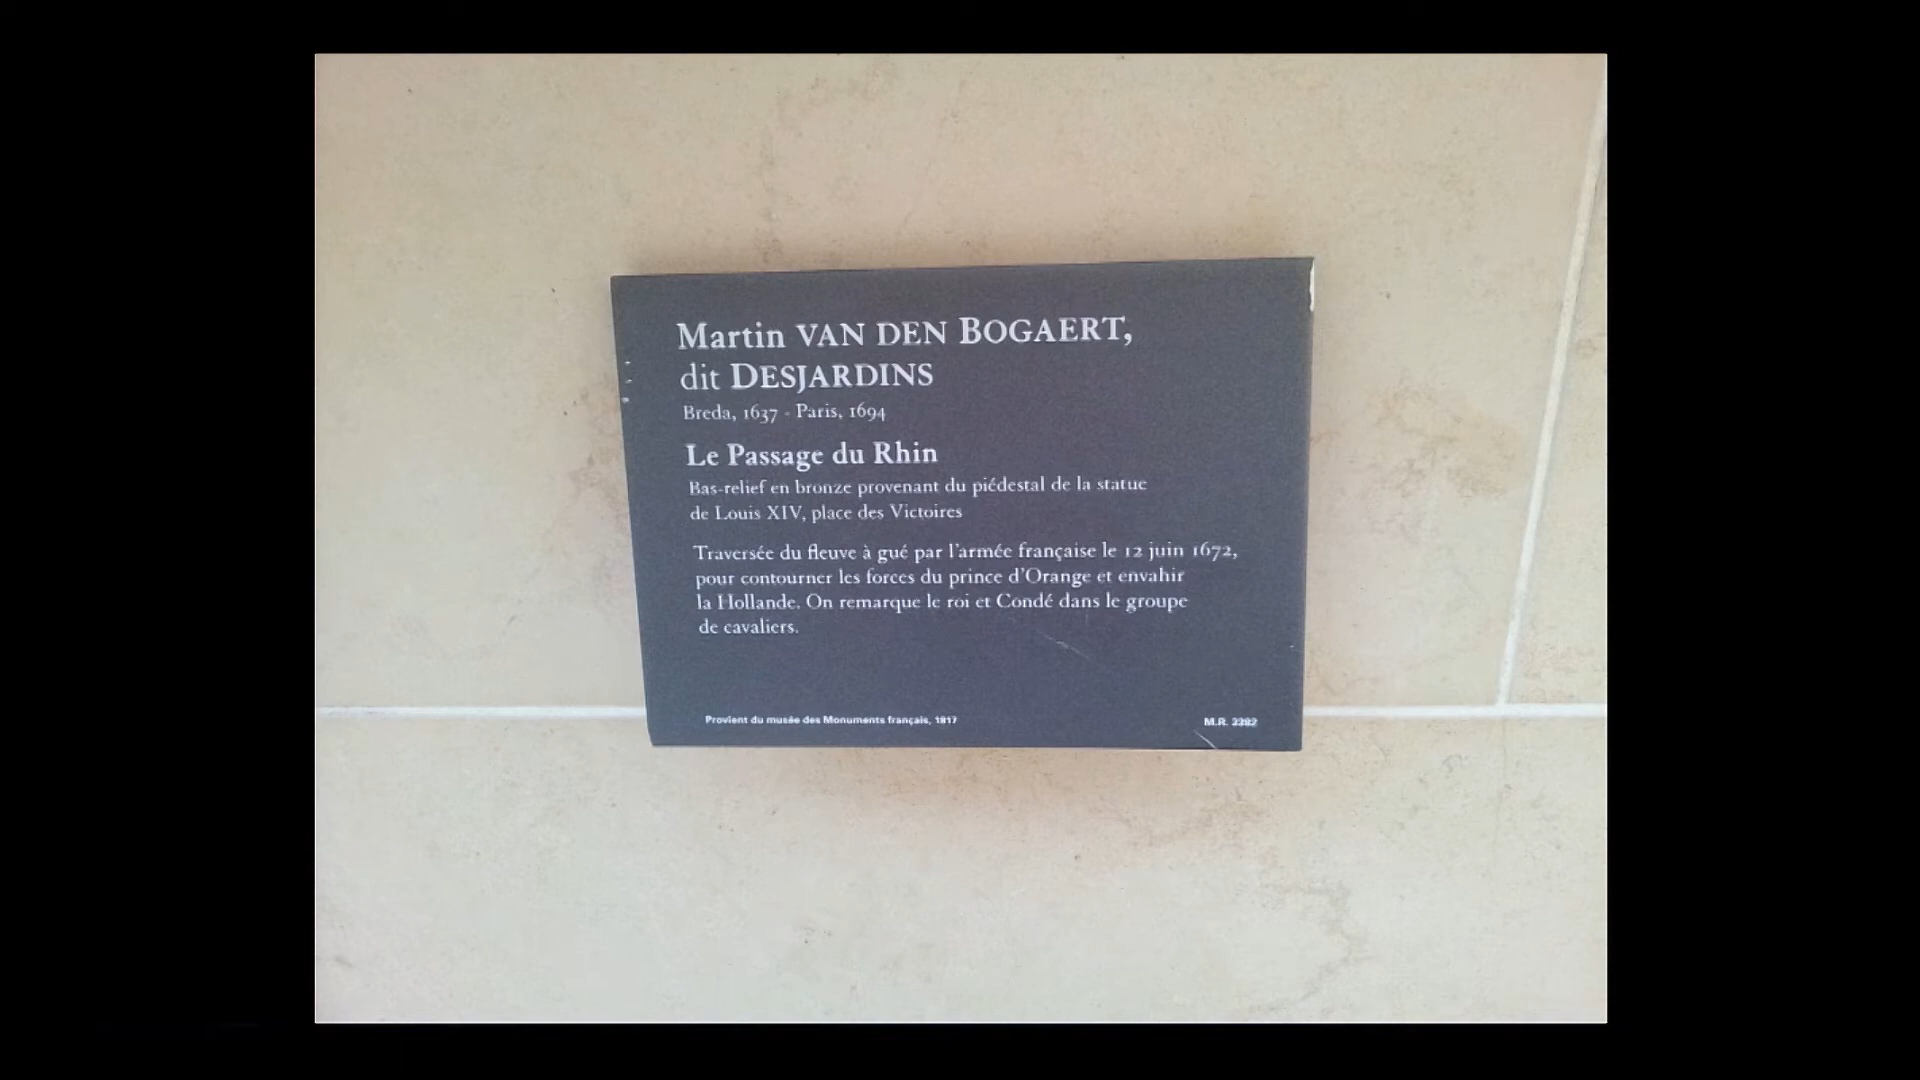 Martin VAN DEN BOGAERT,
dit DESJARDINS
Breda, 1637 - Paris, 1694
Le Passage du Rhin
Bas-relief en bronze provenant du piédestal de la statue
de Louis XIV, place des Victoires
Traversée du fleuve à gué par l'armée française le 12 juin 1672,
pour contourner les forces du prince d'Orange et envahir
la Hollande. On remarque le roi et Condé dans le groupe
de cavaliers.
Provient du musée des Monuments français, 1817
M.R.